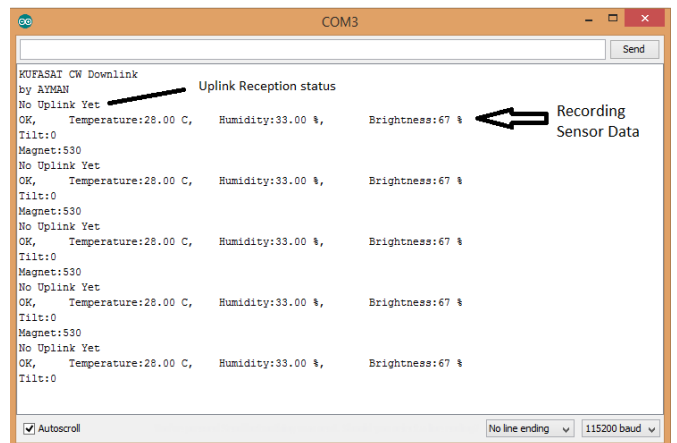 COM3
Send
KUFASAT CW Downlink
by AYMAN
Uplink Reception status
No Uplink Yet
OK, Temperature:28.00 C, Humidity:33.00 %, Brightness:67 %
Recording
Sensor Data
Tilt:0
Magnet:530
No Uplink Yet
OK, Temperature:28.00 C, Humidity:33.00 %, Brightness:67 %
Tilt:0
Magnet:530
No Uplink Yet
OK, Temperature:28.00 C, Humidity:33.00 %, Brightness:67 %
Tilt:0
Magnet:530
No Uplink Yet
OK, Temperature:28.00 C, Humidity:33.00 %, Brightness:67 %
Tilt:0
Magnet:530
No Uplink Yet
OK, Temperature:28.00 C, Humidity:33.00 %, Brightness:67 %
Tilt:0
Autoscroll
No line ending
115200 baud